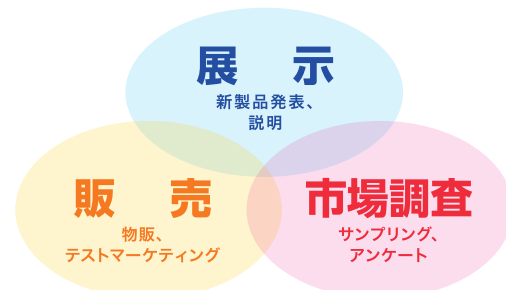 展　示
新製品発表、
説明
販　売
物販、
テストマーケティング
市場調査
サンプリング、
アンケート